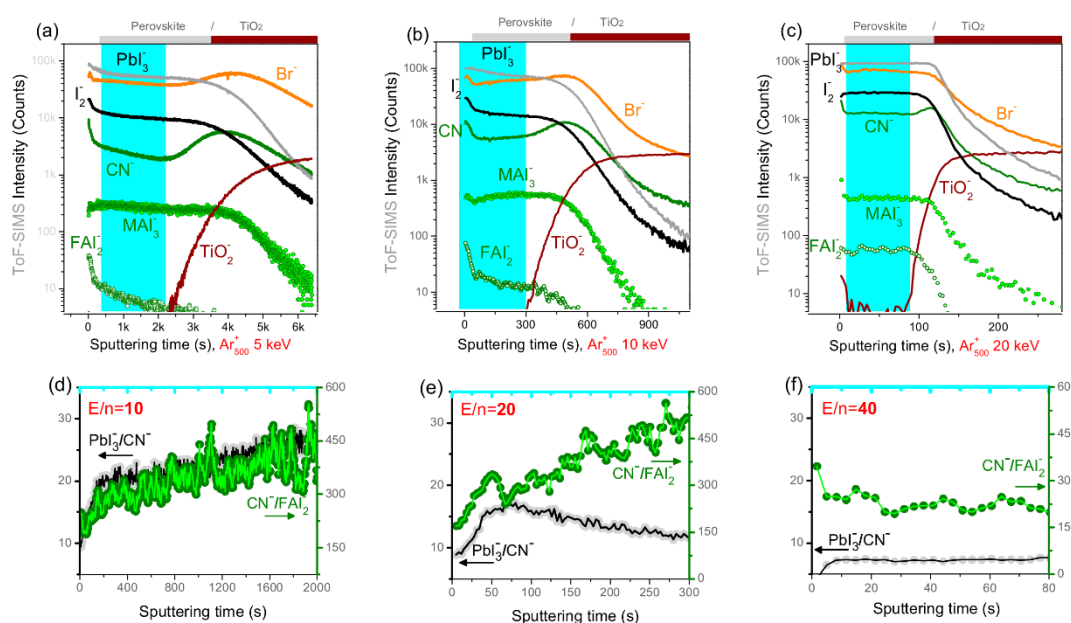 Perovskite / TiO2
(a)
ToF-SIMS Intensity (Counts)
100k
10k
1000
100
10
PbI3-
Br-
I2-
CN-
MAI3-
FAI2-
TiO2-
0 1k 2k 3k 4k 5k 6k
Sputtering time (s), Ar500+ 5 keV
Perovskite / TiO2
(b)
ToF-SIMS Intensity (Counts)
100k
10k
1000
100
10
PbI3-
I2-
Br-
CN-
MAI3-
FAI2-
TiO2-
0 300 600 900
Sputtering time (s), Ar500+ 10 keV
Perovskite / TiO2
(c)
ToF-SIMS Intensity (Counts)
100k
10k
1000
100
10
PbI3-
Br-
I2-
CN-
MAI3-
FAI2-
TiO2-
0 100 200
Sputtering time (s), Ar500+ 20 keV
(d)
E/n=10
PbI3-/CN-
CN-/FAI2-
30
20
10
600
450
300
150
0 400 800 1200 1600 2000
Sputtering time (s)
(e)
E/n=20
CN-/FAI2-
PbI3-/CN-
30
20
10
600
450
300
150
0
0 50 100 150 200 250 300
Sputtering time (s)
(f)
E/n=40
CN-/FAI2-
PbI3-/CN-
30
20
10
600
450
300
150
0
0 20 40 60 80
Sputtering time (s)